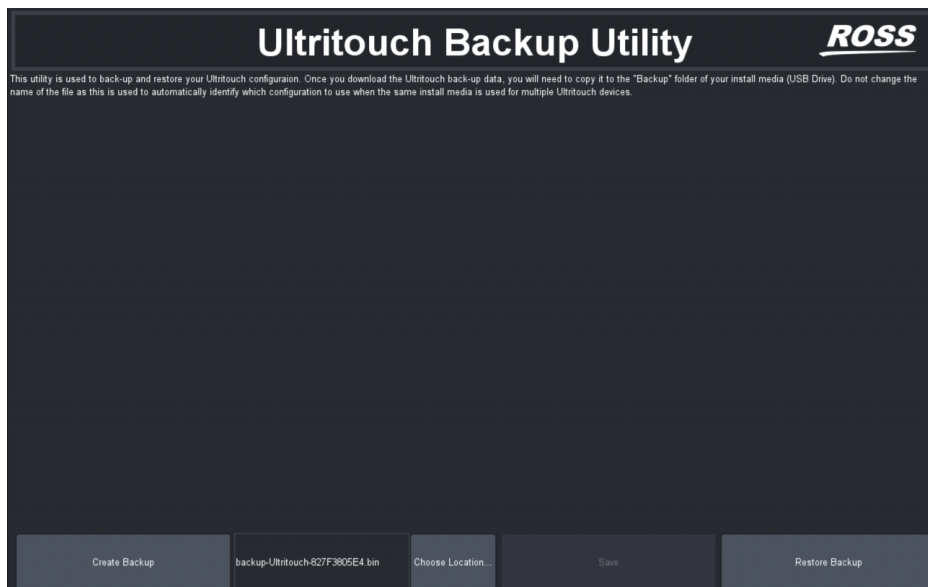 Ultritouch Backup Utility
ROSS
This utility is used to back-up and restore your Ultritouch configuraion. Once you download the Ultritouch back-up data, you will need to copy it to the "Backup" folder of your install media (USB Drive). Do not change the
name of the file as this is used to automatically identify which configuration to use when the same install media is used for multiple Ultritouch devices.
Create Backup
backup-Ultritouch-827F3805E4.bin
Choose Location...
Save
Restore Backup